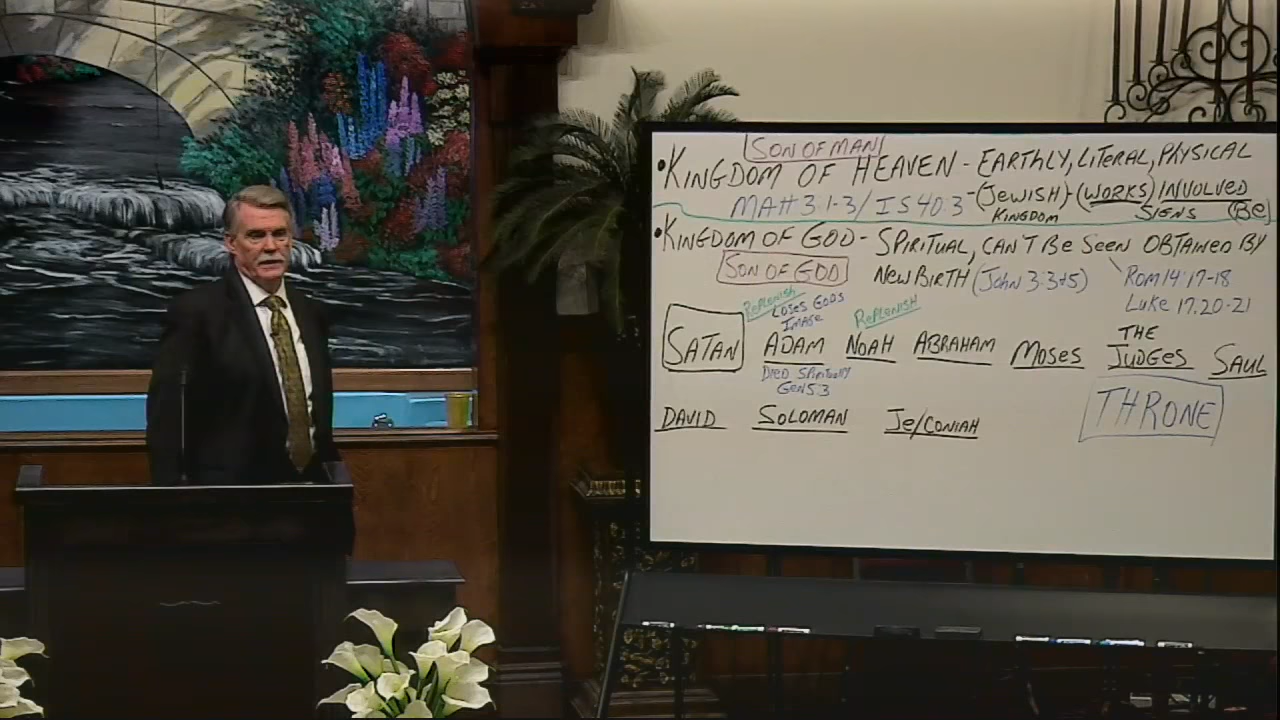 SON OF MAN
• KINGDOM OF HEAVEN - EARTHLY, LITERAL, PHYSICAL
MAH 3:1-3 / IS 40:3 - (JEWISH) - (WORKS) INVOLVED
KINGDOM SIGNS (BE)
• KINGDOM OF GOD - SPIRITUAL, CAN'T BE SEEN OBTAINED BY
SON OF GOD NEW BIRTH (John 3:3+5) Rom 14:17-18
Luke 17:20-21
REPLENISH LOSES GODS IMAGE REPLENISH
SATAN ADAM NOAH ABRAHAM MOSES THE JUDGES SAUL
DIED SPIRITUALLY
GEN 5:3
DAVID SOLOMAN JE/CONIAH THRONE